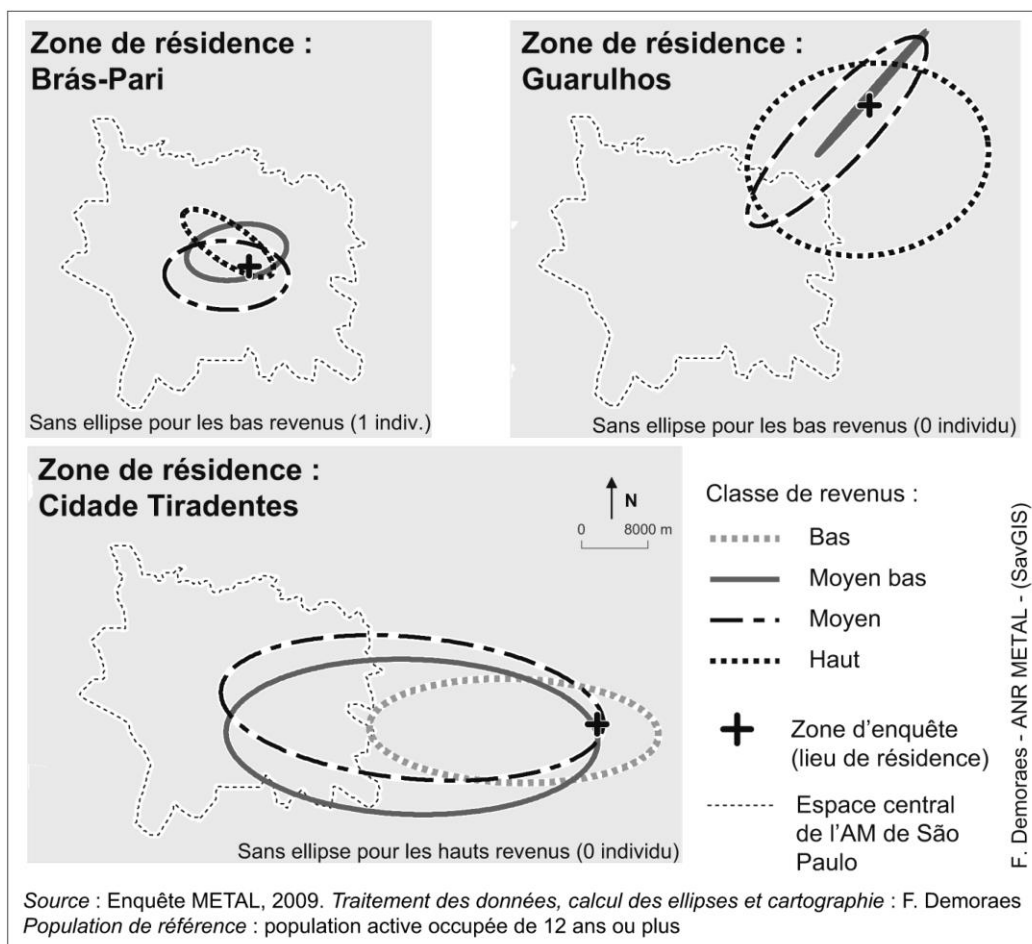 Zone de résidence :
Brás-Pari
Sans ellipse pour les bas revenus (1 indiv.)
Zone de résidence :
Guarulhos
Sans ellipse pour les bas revenus (0 individu)
Zone de résidence :
Cidade Tiradentes
N
0 8000 m
Sans ellipse pour les hauts revenus (0 individu)
Classe de revenus :
Bas
Moyen bas
Moyen
Haut
Zone d'enquête
(lieu de résidence)
Espace central
de l'AM de São
Paulo
F. Demoraes - ANR METAL - (SavGIS)
Source : Enquête METAL, 2009. Traitement des données, calcul des ellipses et cartographie : F. Demoraes
Population de référence : population active occupée de 12 ans ou plus